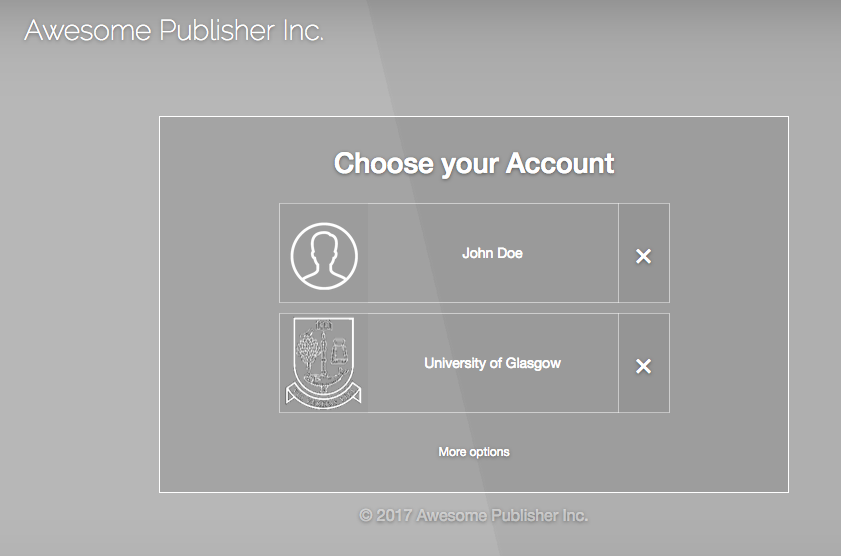 Awesome Publisher Inc.
Choose your Account
John Doe
University of Glasgow
More options
© 2017 Awesome Publisher Inc.